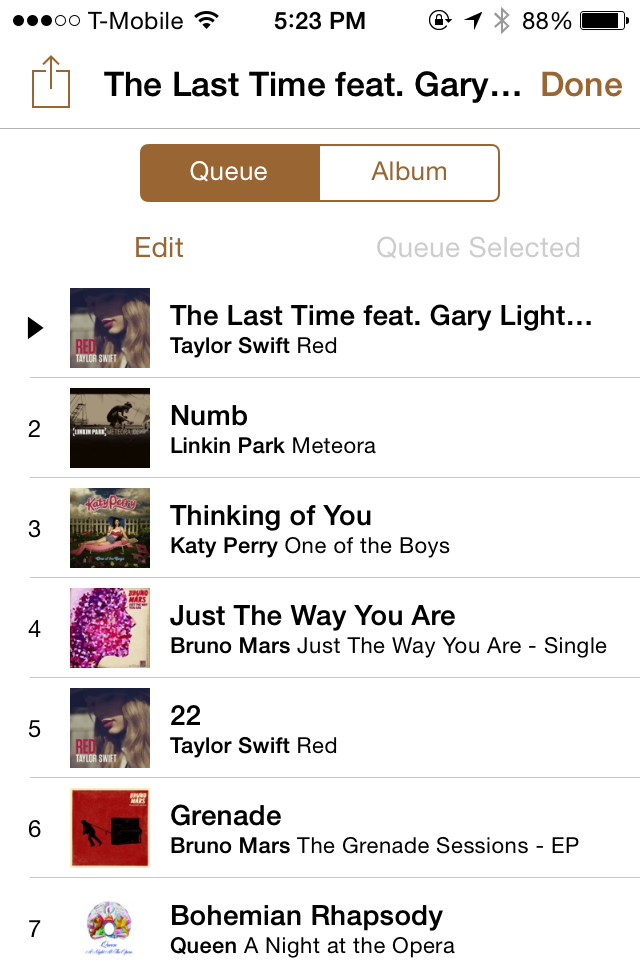 T-Mobile 5:23 PM 88%
The Last Time feat. Gary... Done
Queue Album
Edit Queue Selected
The Last Time feat. Gary Light...
Taylor Swift Red
RED
TAYLOR SWIFT
2
Numb
Linkin Park Meteora
LINKIN PARK METEORA
3
Thinking of You
Katy Perry One of the Boys
Katy Perry
One of the Boys
4
Just The Way You Are
Bruno Mars Just The Way You Are - Single
BRUNO MARS
5
22
Taylor Swift Red
RED
TAYLOR SWIFT
6
Grenade
Bruno Mars The Grenade Sessions - EP
BRUNO MARS
7
Bohemian Rhapsody
Queen A Night at the Opera
Queen
A Night At The Opera